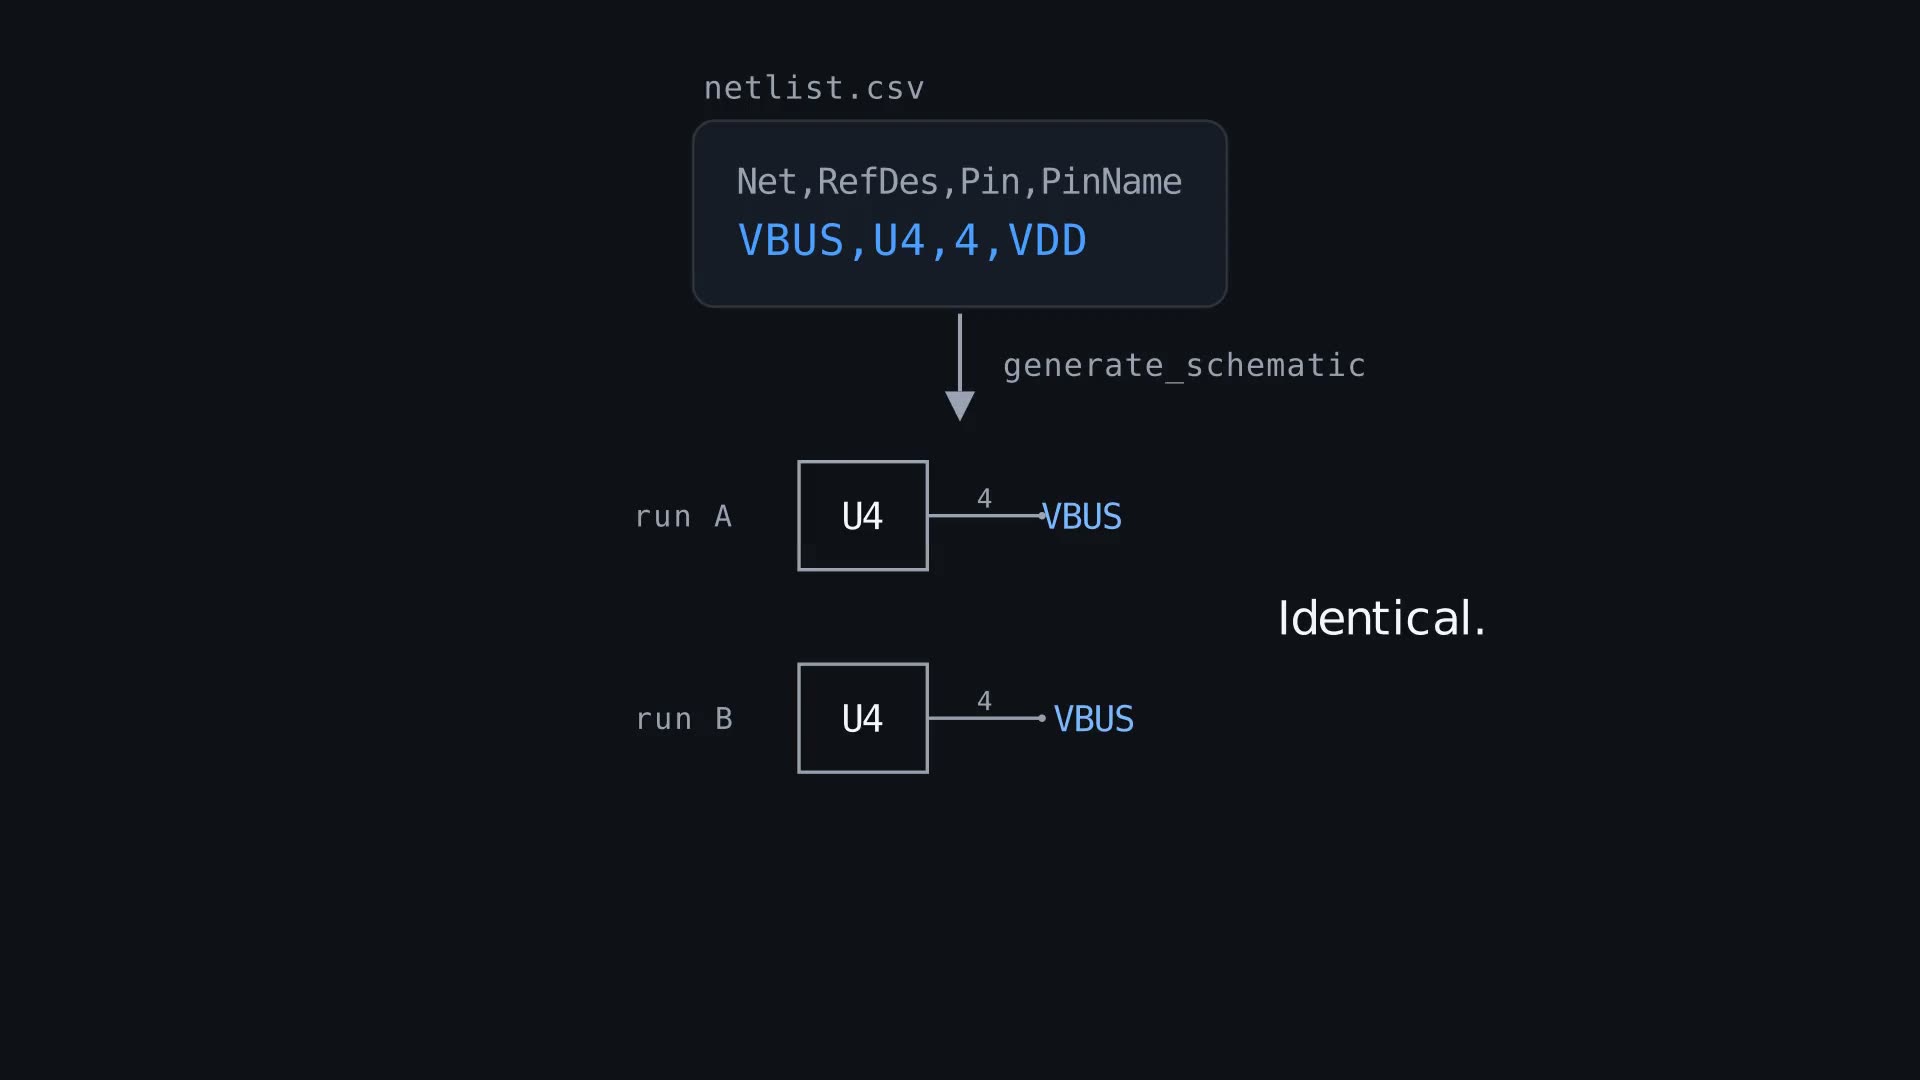 netlist.csv
Net,RefDes,Pin,PinName
VBUS,U4,4,VDD
generate_schematic
run A
U4
4
VBUS
Identical.
run B
U4
4
VBUS